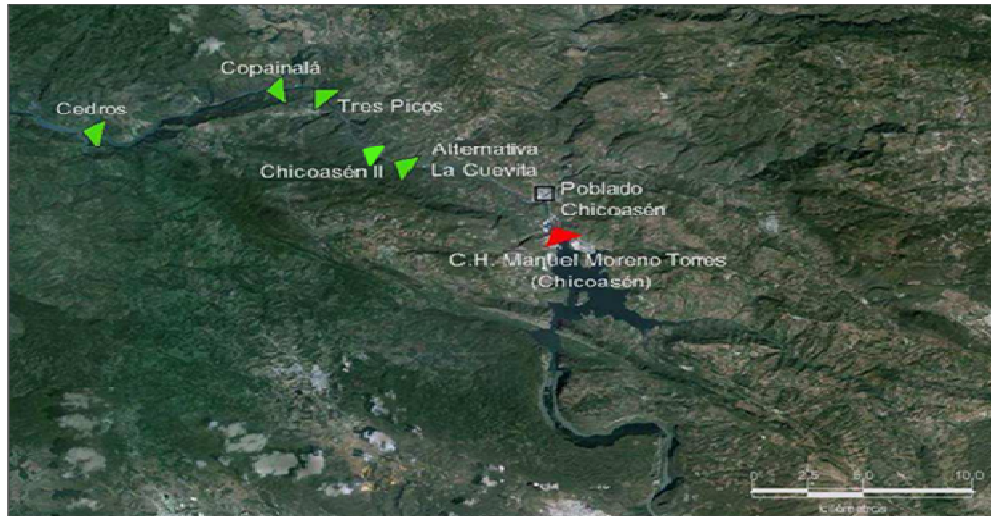 Copainalá
Cedros
Tres Picos
Alternativa
La Cuevita
Chicoasén II
Poblado
Chicoasén
C.H. Manuel Moreno Torres
(Chicoasén)
0 2,5 5,0 10,0
Kilómetros